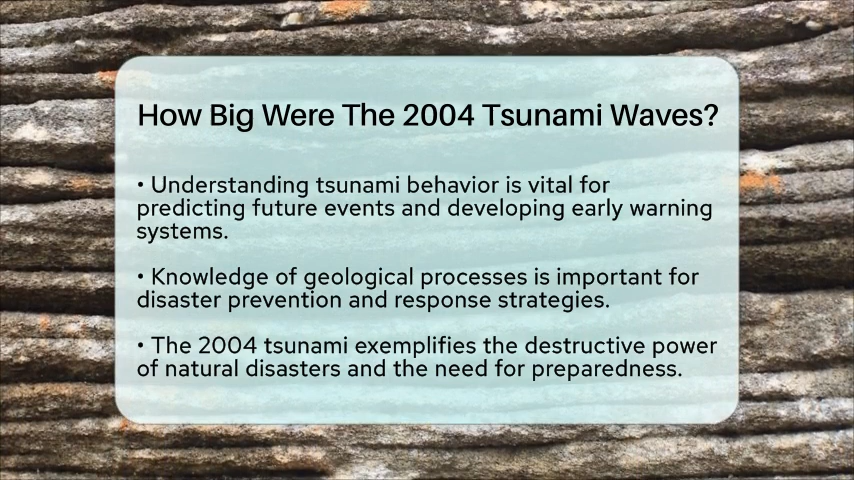 How Big Were The 2004 Tsunami Waves?
• Understanding tsunami behavior is vital for
predicting future events and developing early warning
systems.
• Knowledge of geological processes is important for
disaster prevention and response strategies.
• The 2004 tsunami exemplifies the destructive power
of natural disasters and the need for preparedness.